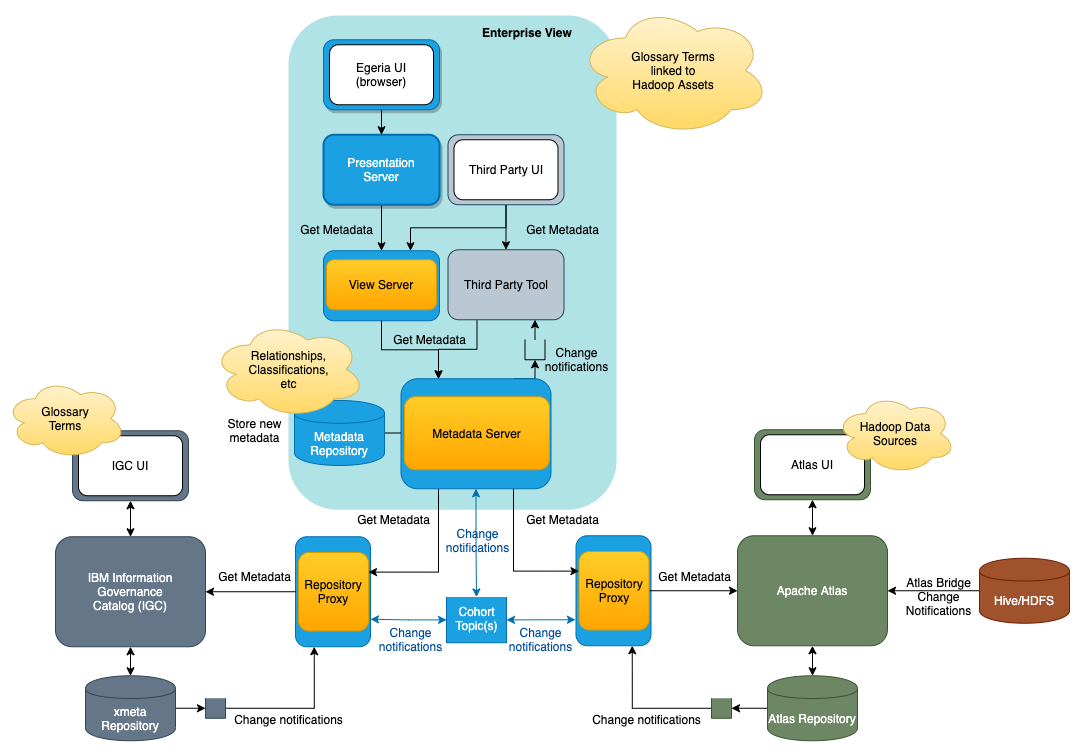 Enterprise View
Glossary Terms
linked to
Hadoop Assets
Egeria UI
(browser)
Presentation
Server
Third Party UI
Get Metadata
Get Metadata
View Server
Third Party Tool
Get Metadata
Change
notifications
Relationships,
Classifications,
etc
Store new
metadata
Metadata
Repository
Metadata Server
Glossary
Terms
IGC UI
Hadoop Data
Sources
Atlas UI
Get Metadata
Change
notifications
Get Metadata
IBM Information
Governance
Catalog (IGC)
Get Metadata
Repository
Proxy
Cohort
Topic(s)
Change
notifications
Change
notifications
Repository
Proxy
Get Metadata
Apache Atlas
Atlas Bridge
Change
Notifications
Hive/HDFS
xmeta
Repository
Change notifications
Change notifications
Atlas Repository